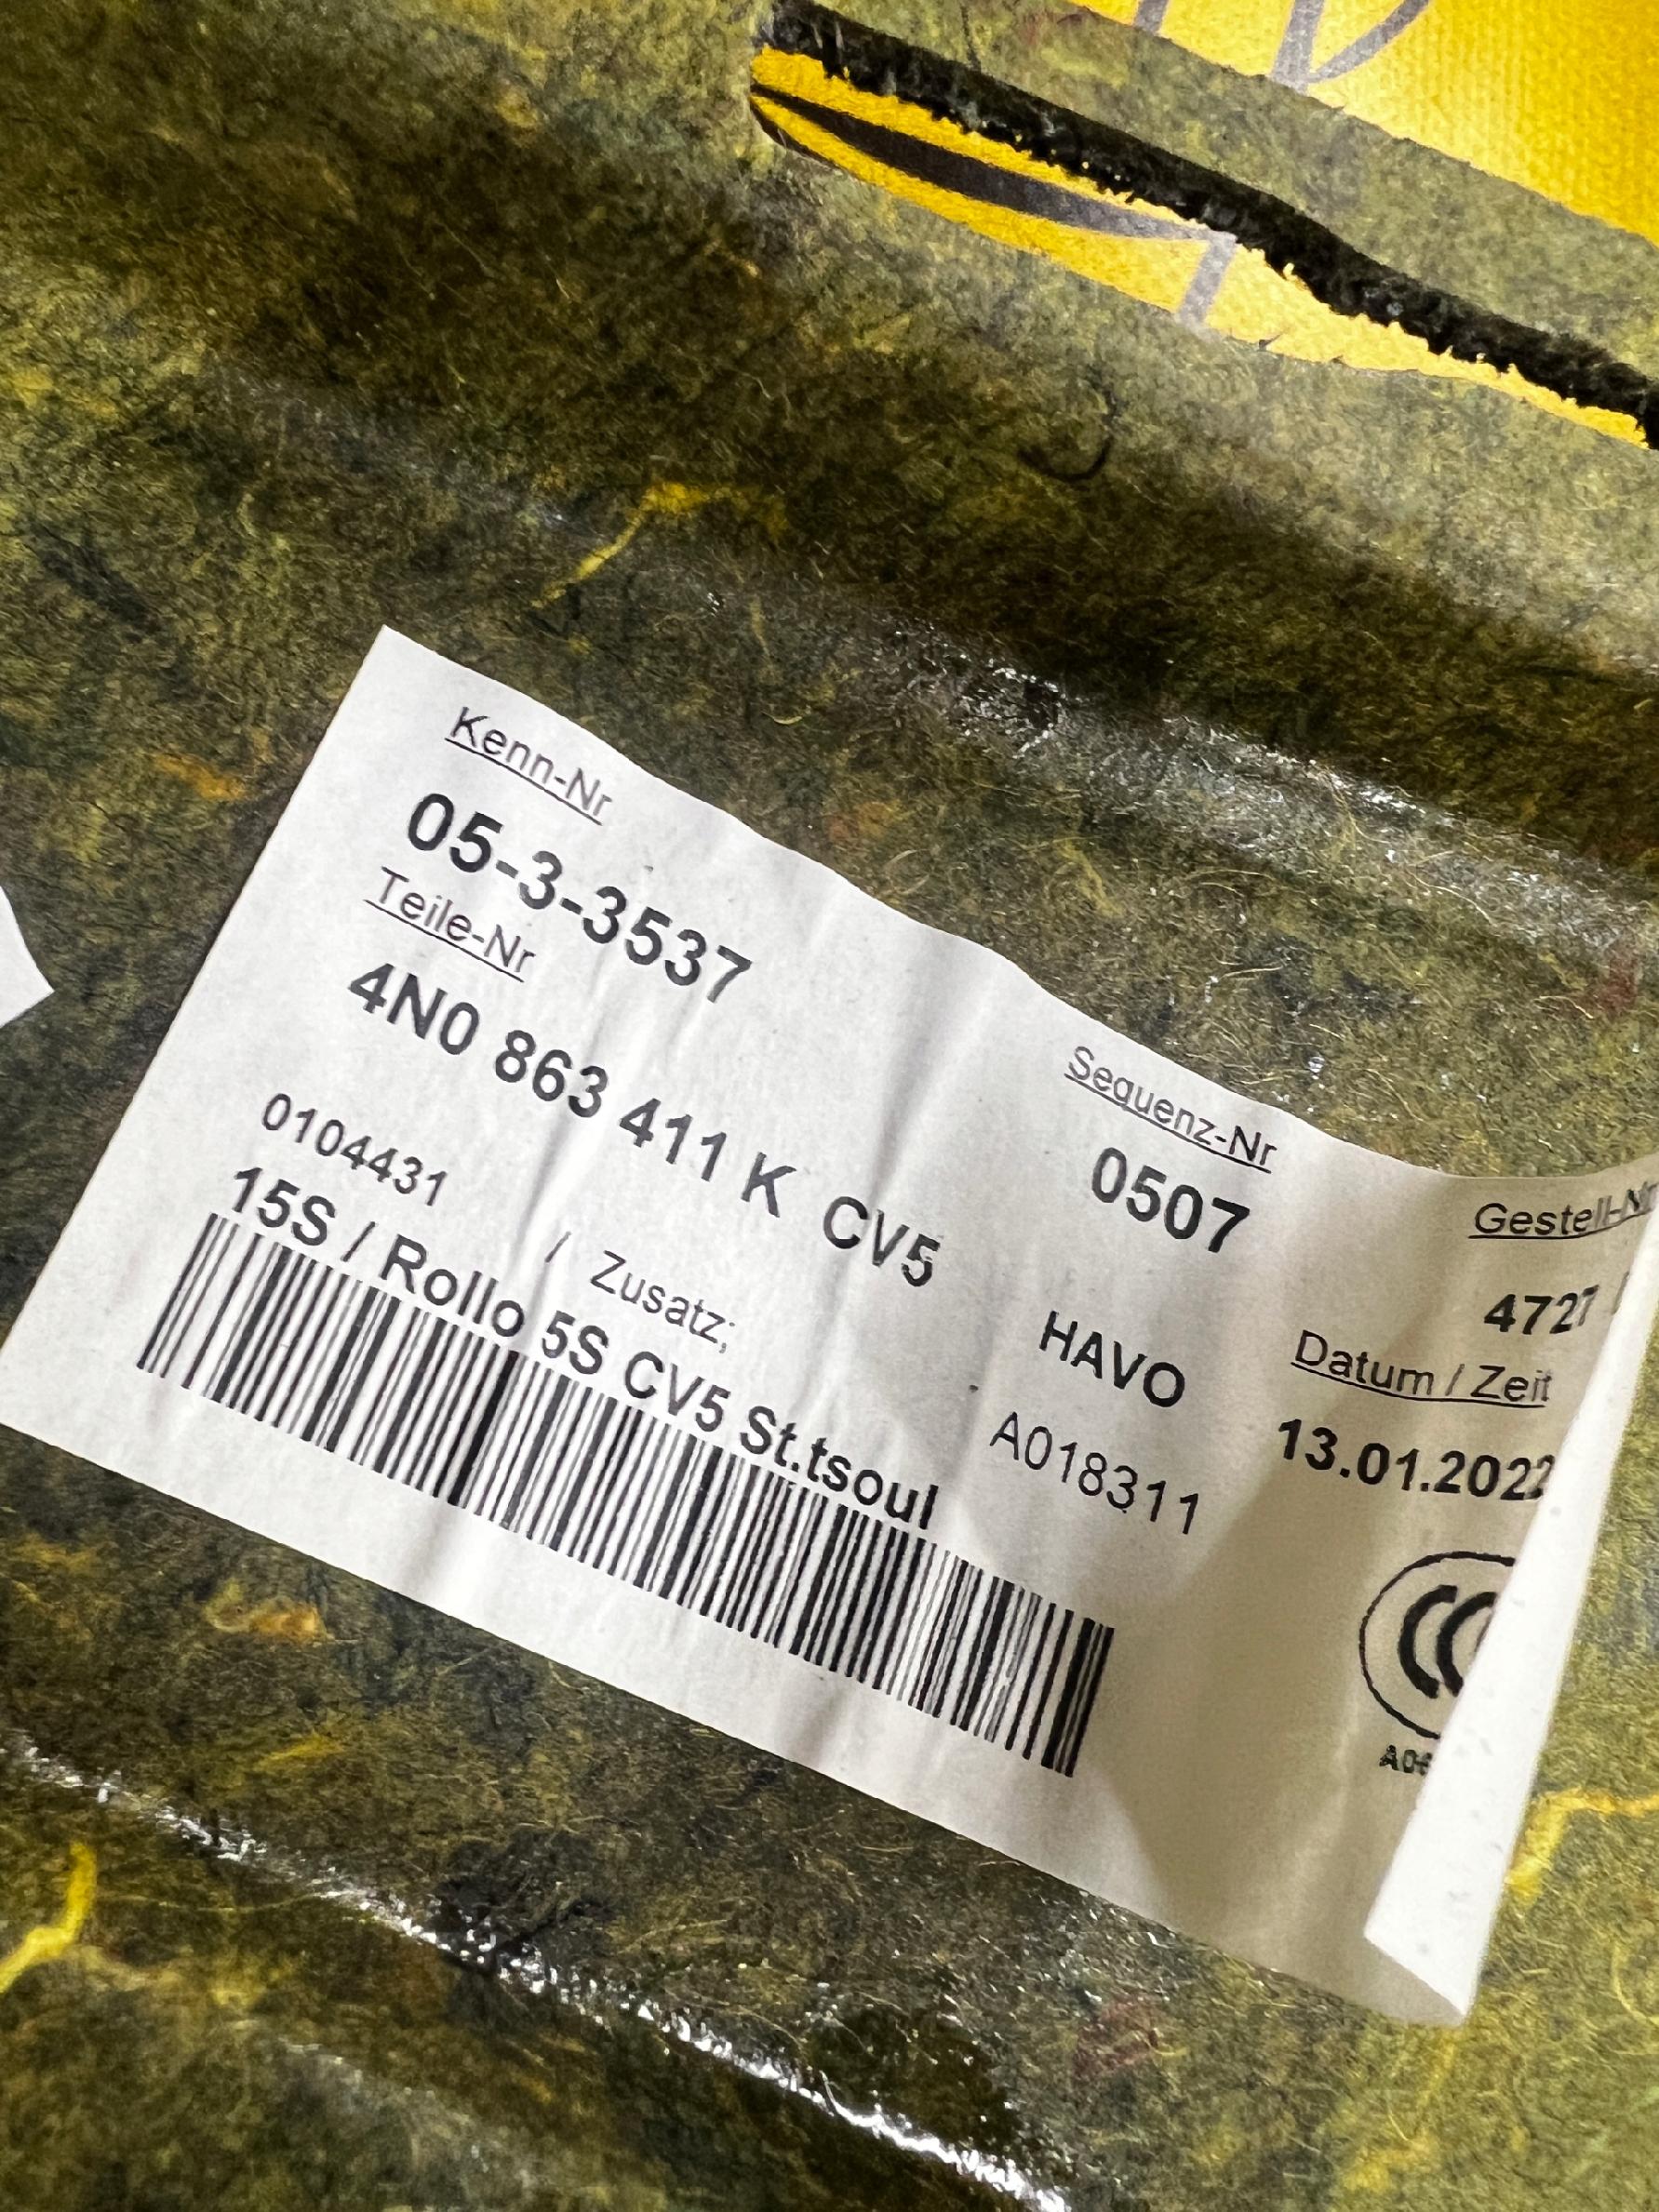 Kenn-Nr
05-3-3537
Teile-Nr
4N0 863 411 K CV5
Sequenz-Nr
0507
Gestell-Nr
4727
0104431 / Zusatz;
HAVO
Datum / Zeit
15S / Rollo 5S CV5 St.tsoul
A018311
13.01.2022